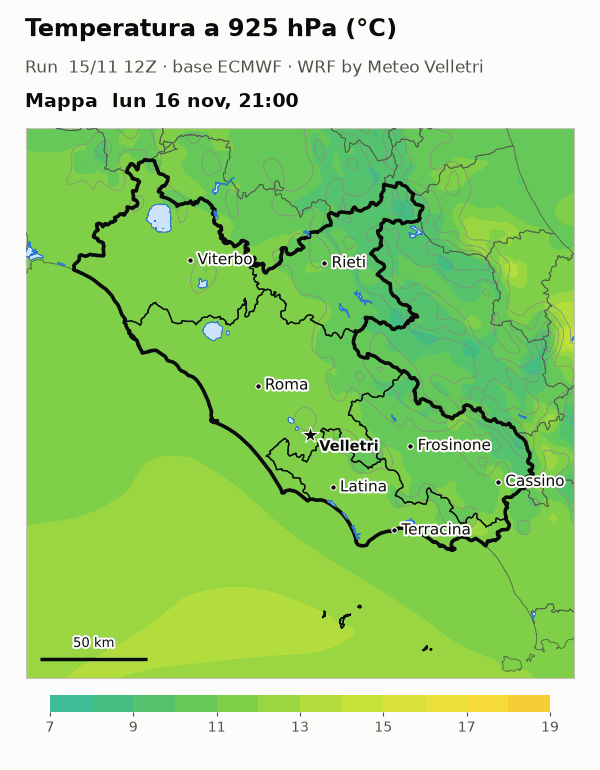 Temperatura a 925 hPa (°C)
Run  15/11 12Z · base ECMWF · WRF by Meteo Velletri
Mappa  lun 16 nov, 21:00
Viterbo
Rieti
Roma
Velletri
Frosinone
Cassino
Latina
Terracina
50 km
7 9 11 13 15 17 19